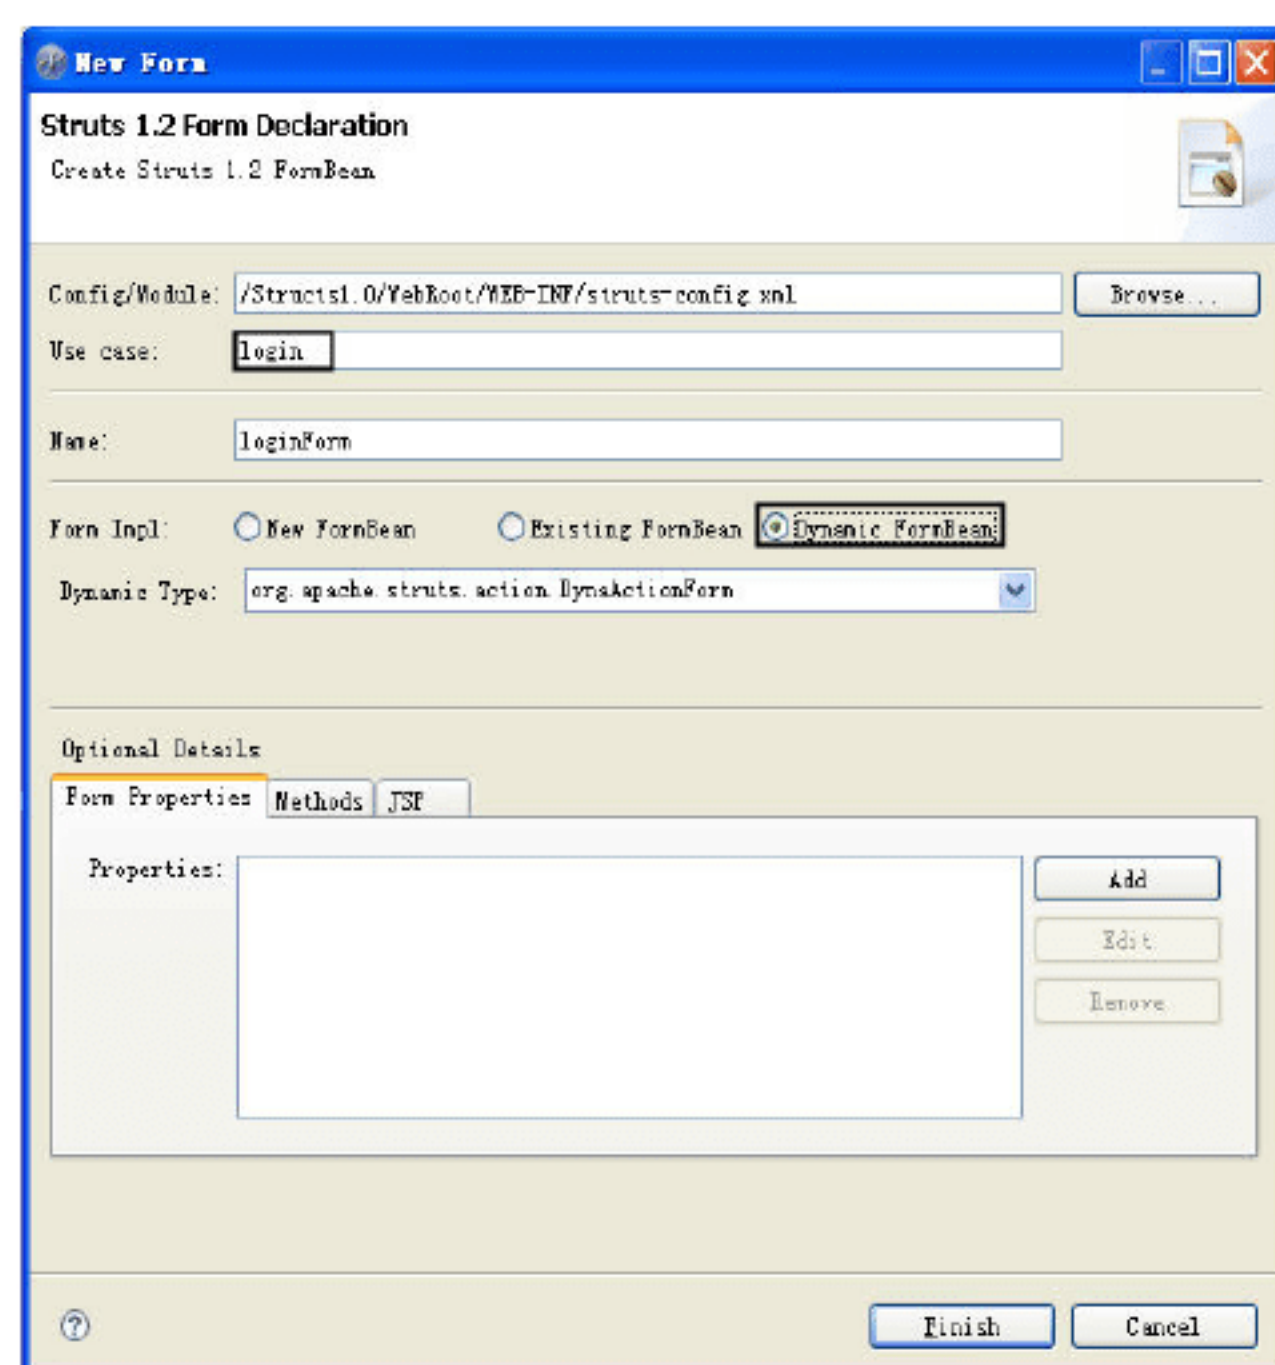 New Form
Struts 1.2 Form Declaration
Create Struts 1.2 FormBean
Config/Module: /Structs1.0/WebRoot/WEB-INF/struts-config.xml Browse...
Use case: login
Name: loginForm
Form Impl: New FormBean Existing FormBean Dynamic FormBean
Dynamic Type: org.apache.struts.action.DynaActionForm
Optional Details
Form Properties Methods JSP
Properties: Add
Edit
Remove
? Finish Cancel